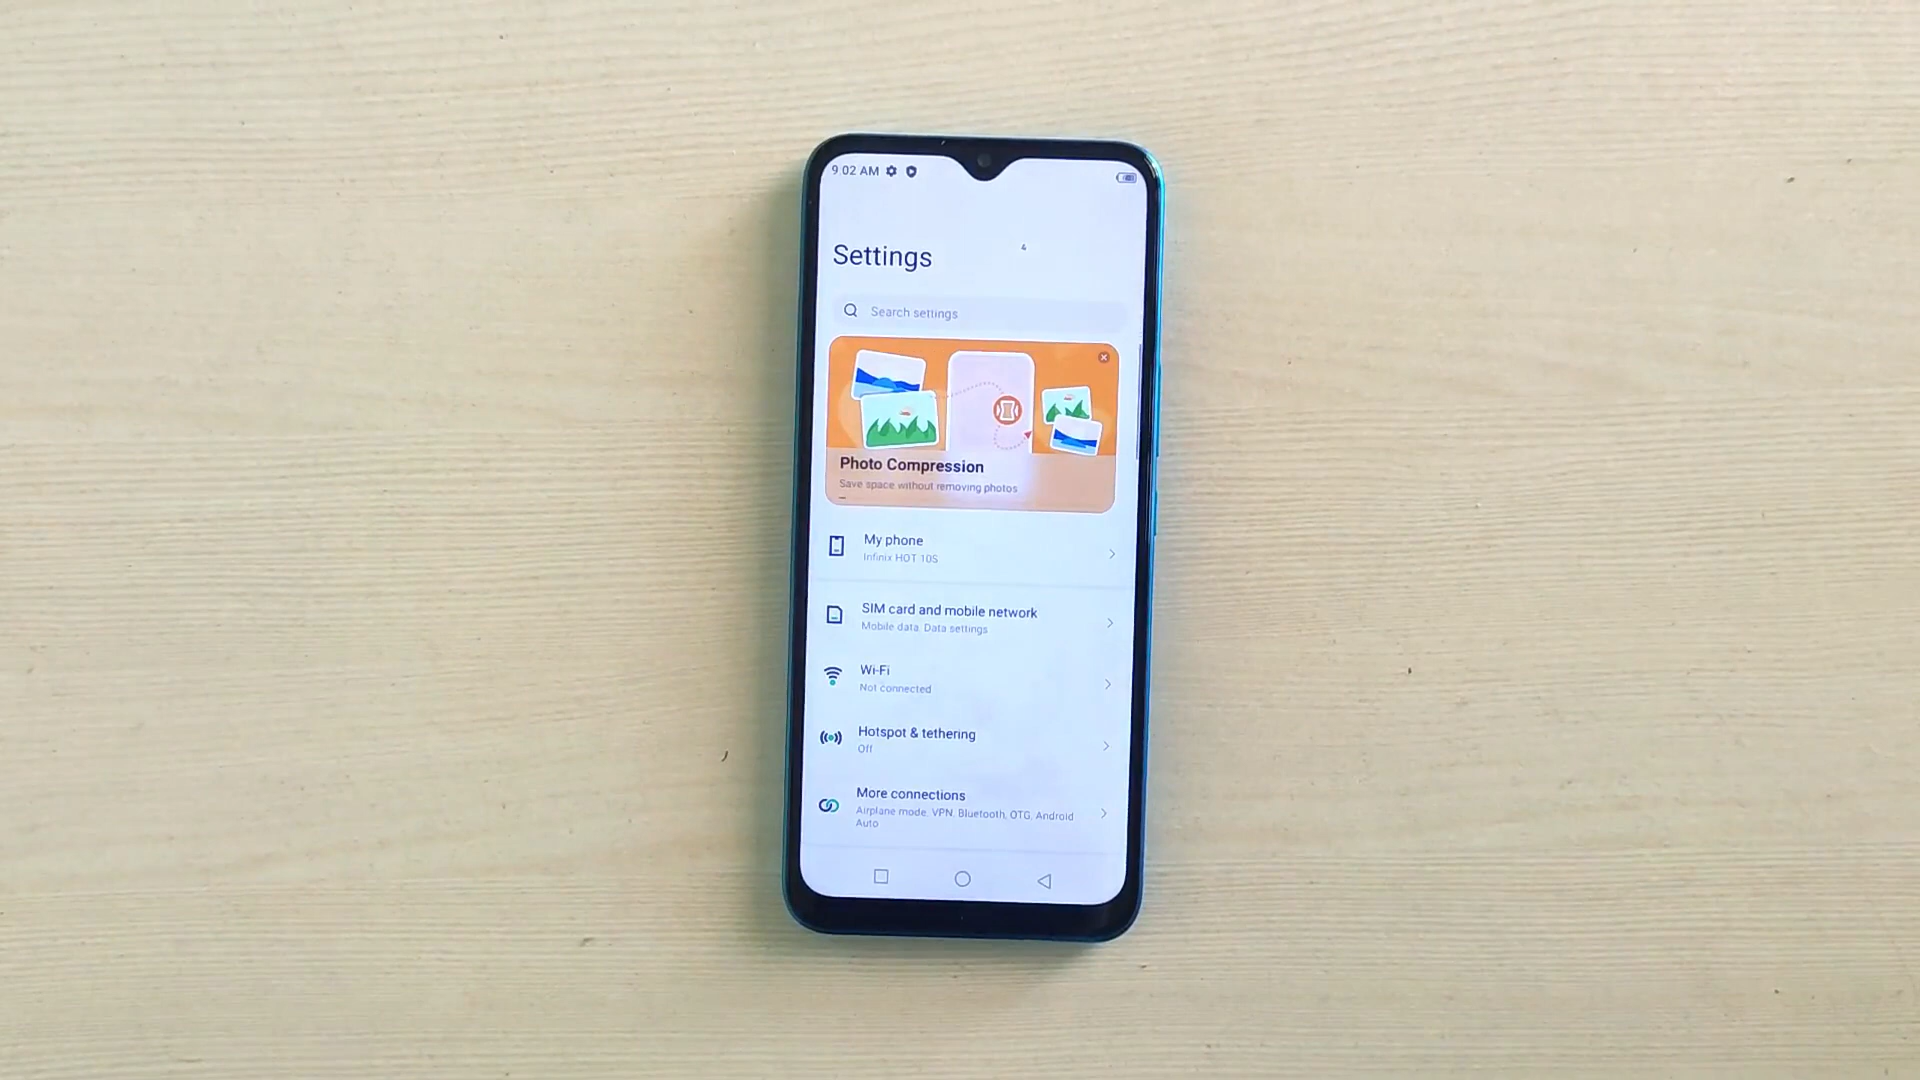 9:02 AM
Settings
4
Search settings
Photo Compression
Save space without removing photos
My phone
Infinix HOT 10S
SIM card and mobile network
Mobile data, Data settings
Wi-Fi
Not connected
Hotspot & tethering
Off
More connections
Airplane mode, VPN, Bluetooth, OTG, Android
Auto